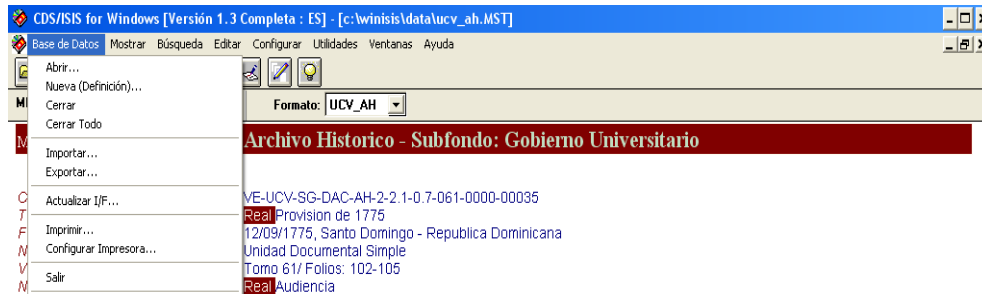 CDS/ISIS for Windows [Versión 1.3 Completa : ES] - [c:\winisis\data\ucv_ah.MST]
Base de Datos Mostrar Búsqueda Editar Configurar Utilidades Ventanas Ayuda
Abrir...
Nueva (Definición)...
Cerrar
Cerrar Todo
Importar...
Exportar...
Actualizar I/F...
Imprimir...
Configurar Impresora...
Salir
Formato: UCV_AH
Archivo Historico - Subfondo: Gobierno Universitario
VE-UCV-SG-DAC-AH-2-2.1-0.7-061-0000-00035
Real Provision de 1775
12/09/1775, Santo Domingo - Republica Dominicana
Unidad Documental Simple
Tomo 61/ Folios: 102-105
Real Audiencia